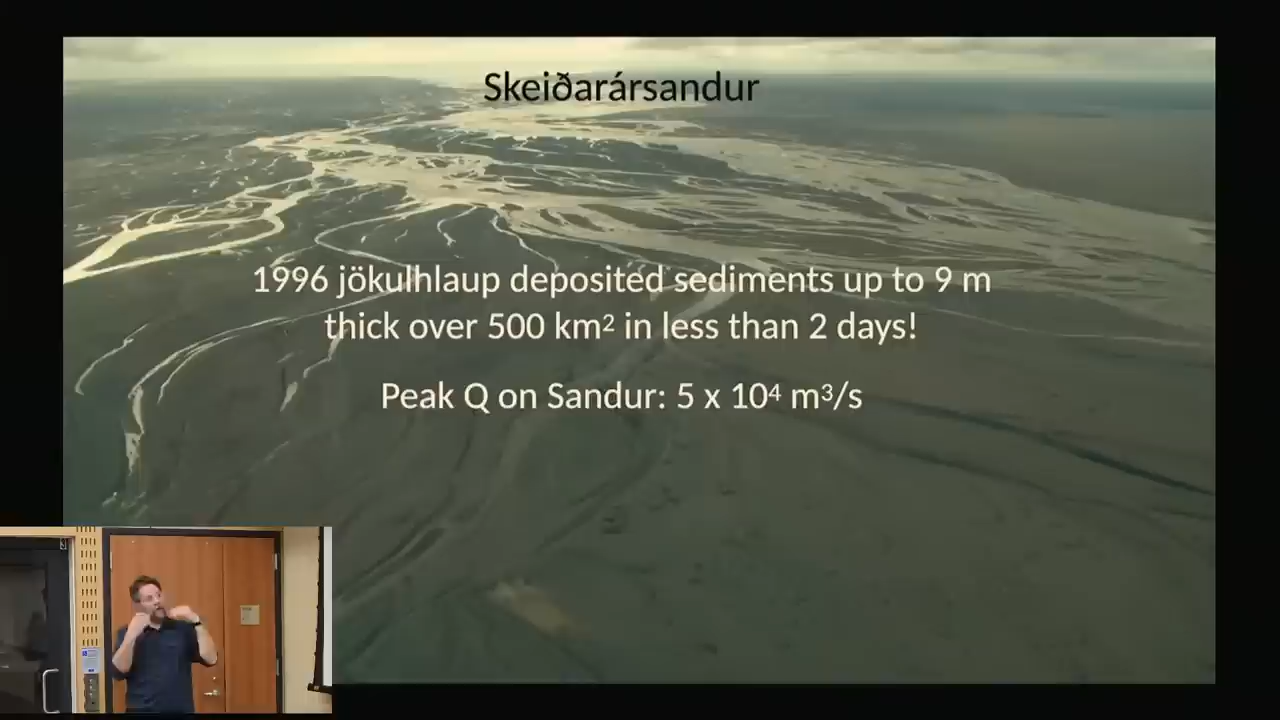 Skeiðarársandur
1996 jökulhlaup deposited sediments up to 9 m
thick over 500 km² in less than 2 days!
Peak Q on Sandur: 5 x 10⁴ m³/s